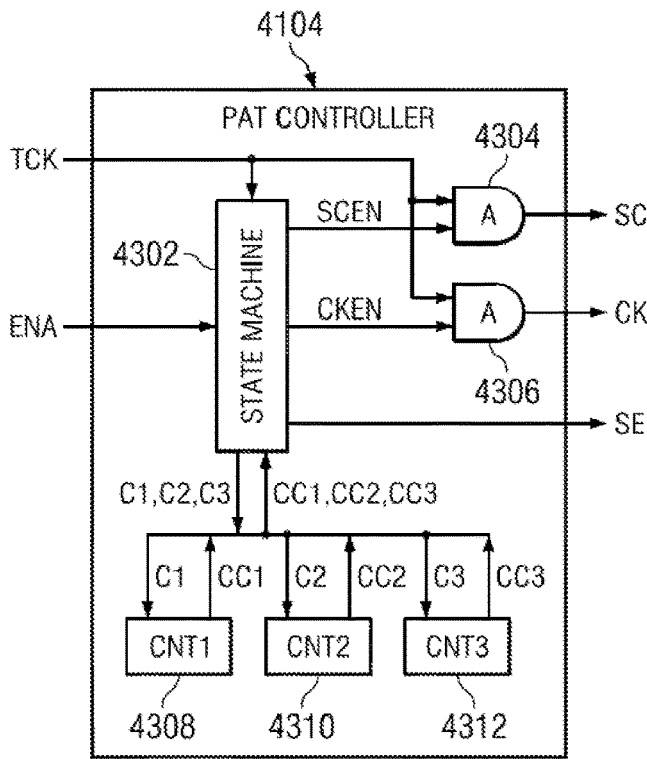 4104
PAT CONTROLLER
TCK
4304
SCEN
A
SC
4302
STATE MACHINE
ENA
CKEN
A
CK
4306
SE
C1,C2,C3
CC1,CC2,CC3
C1
CC1
C2
CC2
C3
CC3
CNT1
CNT2
CNT3
4308
4310
4312